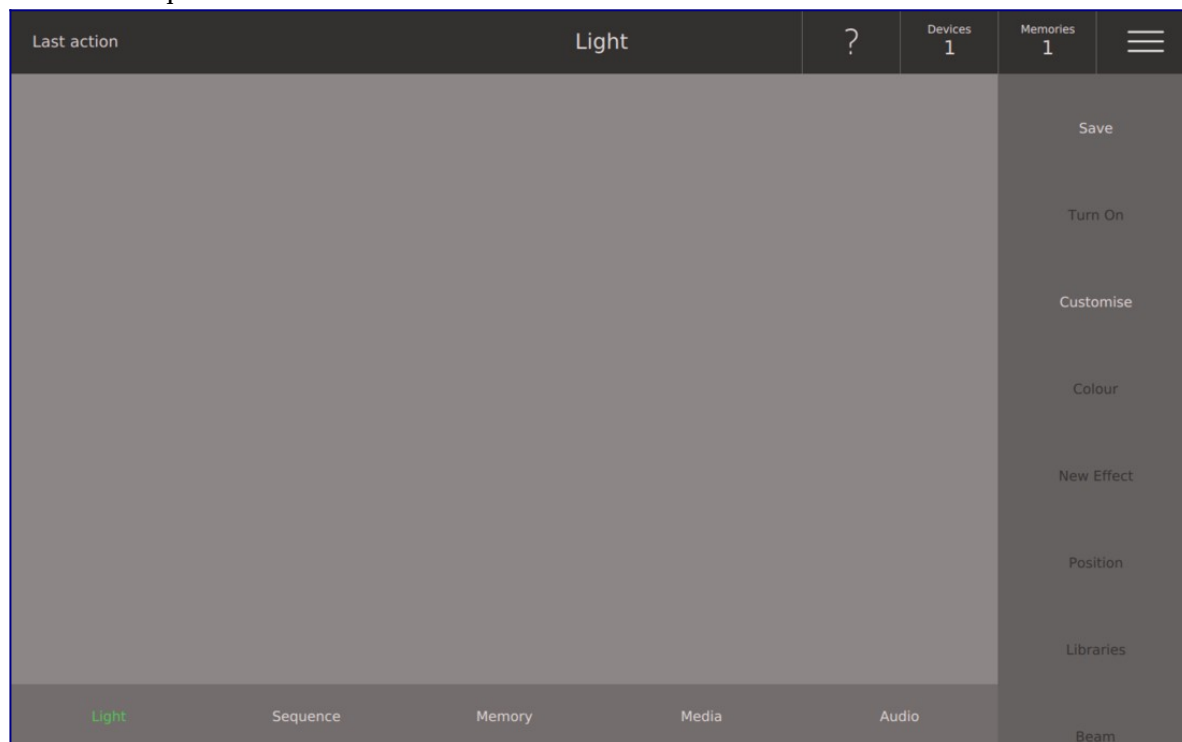 Last action
Light
?
Devices
1
Memories
1
Save
Turn On
Customise
Colour
New Effect
Position
Libraries
Beam
Light
Sequence
Memory
Media
Audio